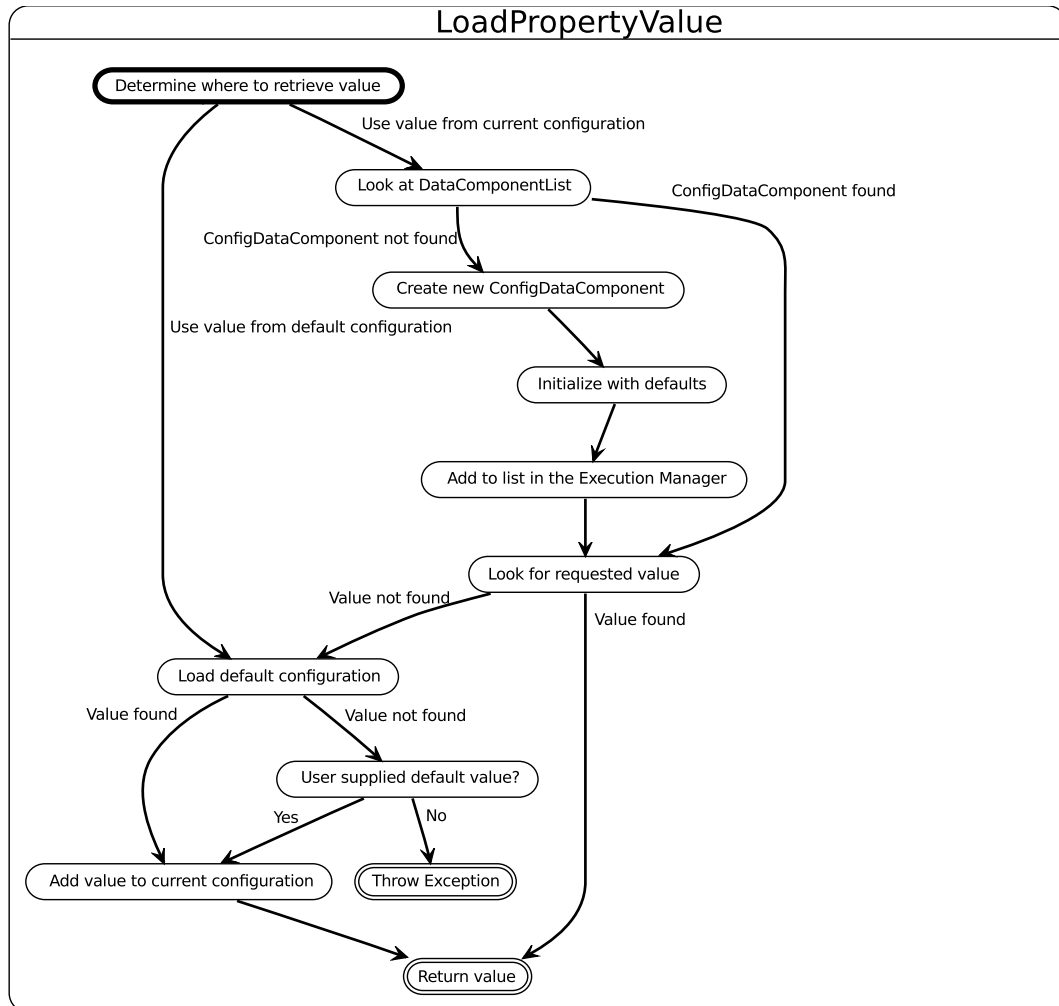 LoadPropertyValue
Determine where to retrieve value
Use value from current configuration
Look at DataComponentList
ConfigDataComponent found
ConfigDataComponent not found
Create new ConfigDataComponent
Use value from default configuration
Initialize with defaults
Add to list in the Execution Manager
Look for requested value
Value not found
Value found
Load default configuration
Value found
Value not found
User supplied default value?
Yes
No
Add value to current configuration
Throw Exception
Return value